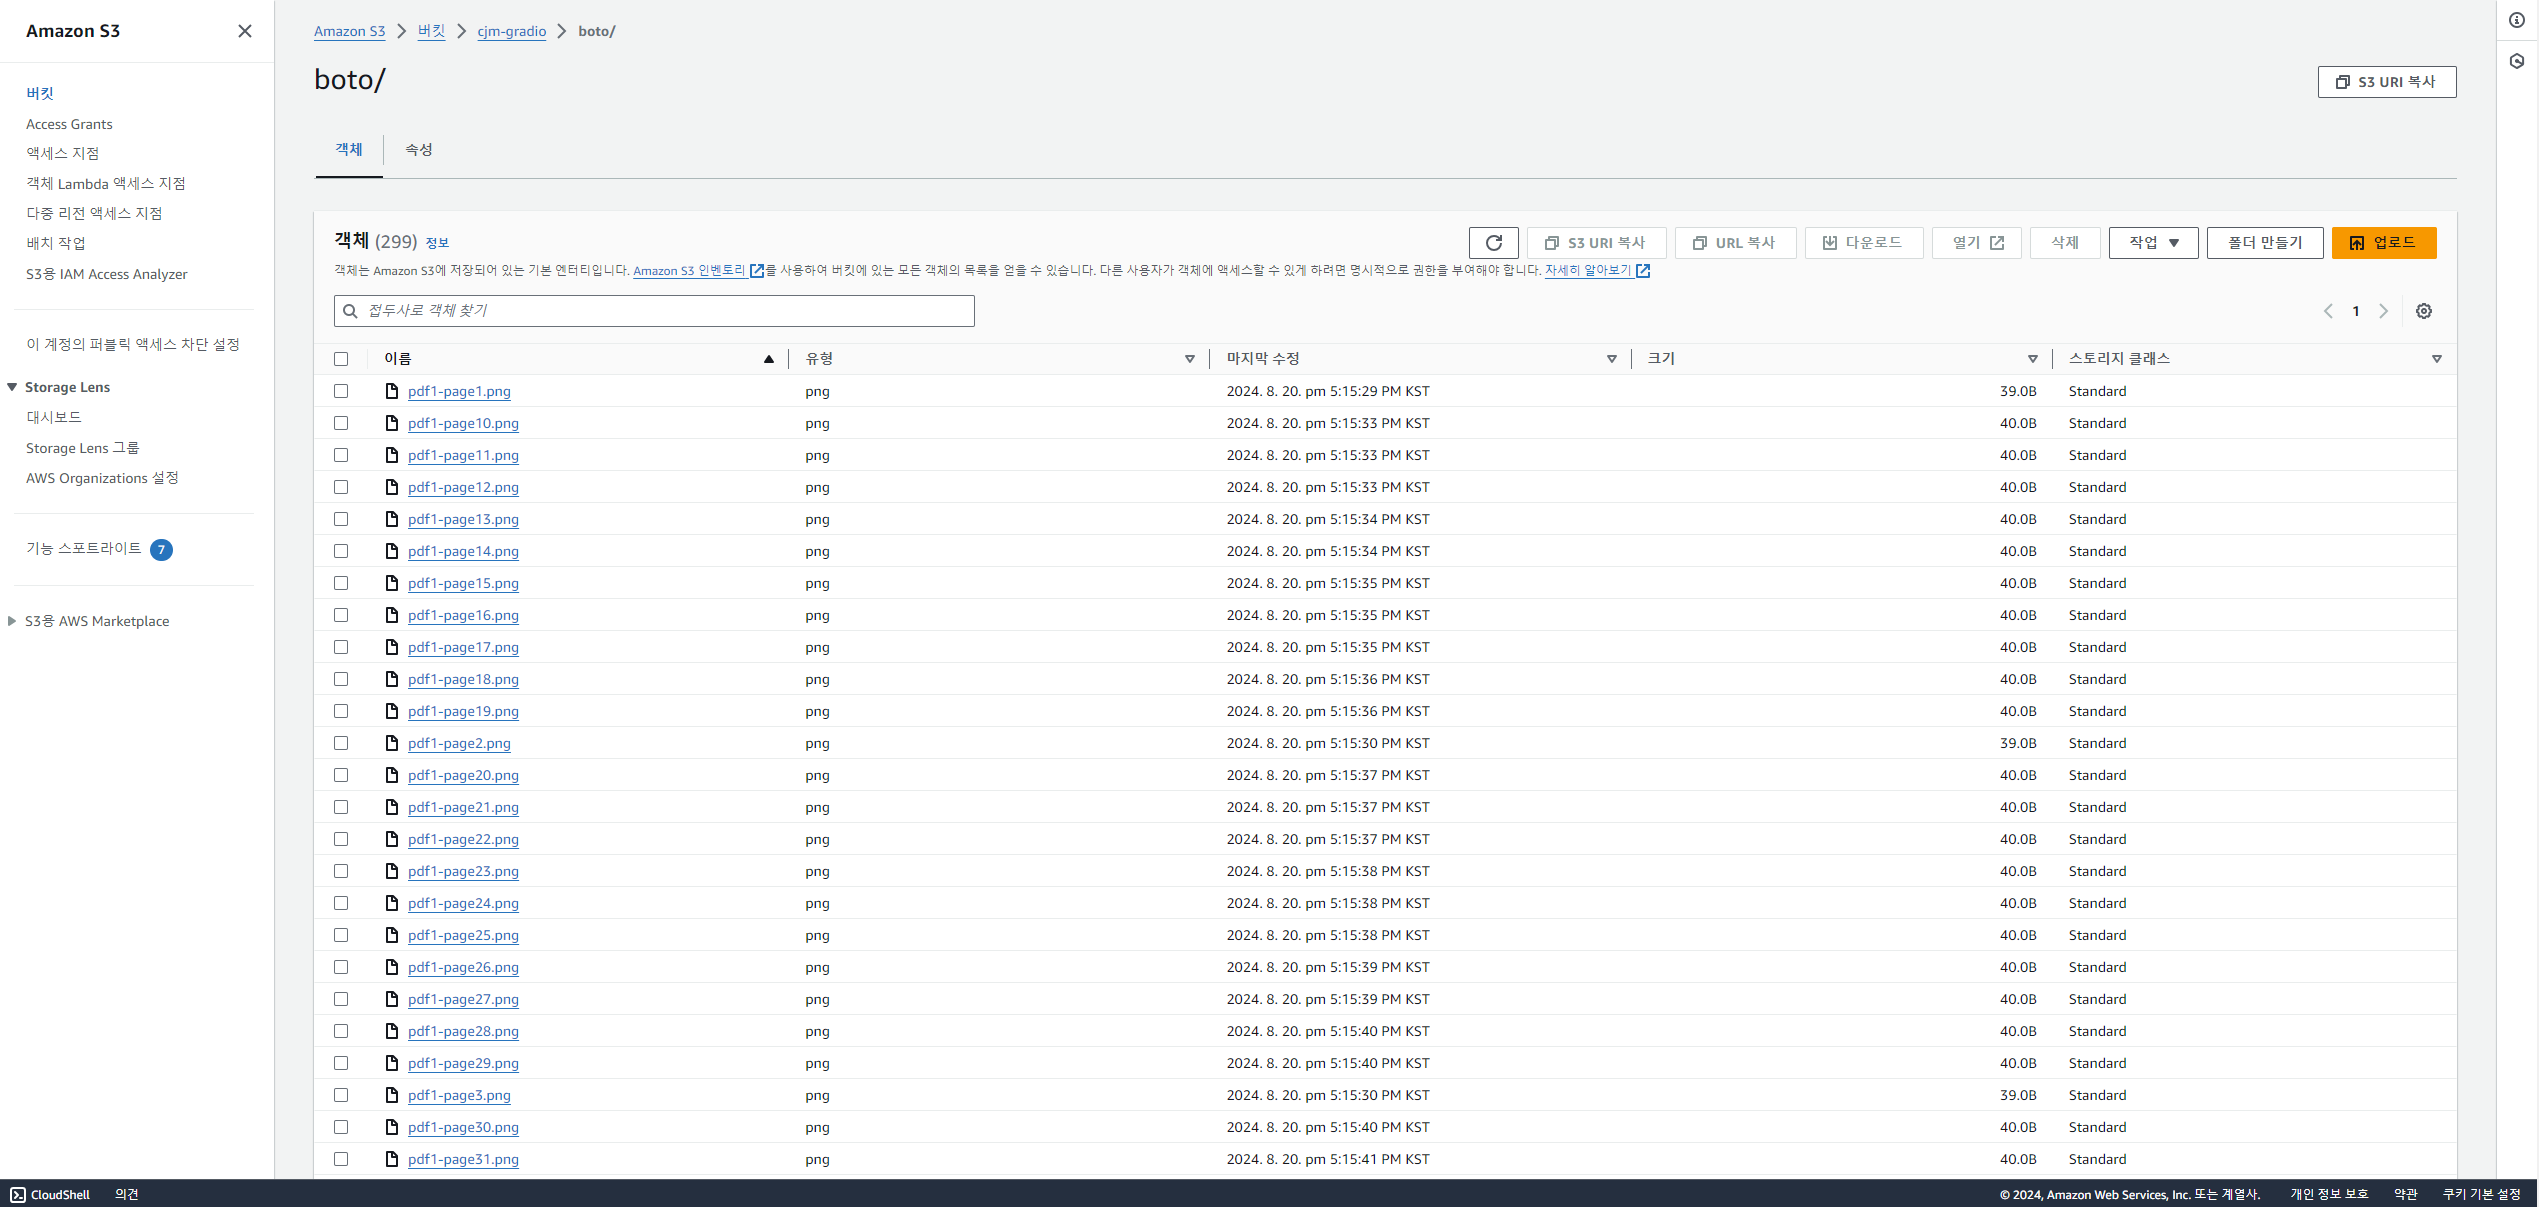 Amazon S3
버킷
Access Grants
액세스 지점
객체 Lambda 액세스 지점
다중 리전 액세스 지점
배치 작업
S3용 IAM Access Analyzer
이 계정의 퍼블릭 액세스 차단 설정
Storage Lens
대시보드
Storage Lens 그룹
AWS Organizations 설정
기능 스포트라이트 7
S3용 AWS Marketplace
Amazon S3 버킷 cjm-gradio boto/
boto/
S3 URI 복사
객체 속성
객체 (299) 정보
S3 URI 복사 URL 복사 다운로드 열기 삭제 작업 폴더 만들기 업로드
객체는 Amazon S3에 저장되어 있는 기본 엔터티입니다. Amazon S3 인벤토리를 사용하여 버킷에 있는 모든 객체의 목록을 얻을 수 있습니다. 다른 사용자가 객체에 액세스할 수 있게 하려면 명시적으로 권한을 부여해야 합니다. 자세히 알아보기
접두사로 객체 찾기
1
이름 유형 마지막 수정 크기 스토리지 클래스
pdf1-page1.png png 2024. 8. 20. pm 5:15:29 PM KST 39.0B Standard
pdf1-page10.png png 2024. 8. 20. pm 5:15:33 PM KST 40.0B Standard
pdf1-page11.png png 2024. 8. 20. pm 5:15:33 PM KST 40.0B Standard
pdf1-page12.png png 2024. 8. 20. pm 5:15:33 PM KST 40.0B Standard
pdf1-page13.png png 2024. 8. 20. pm 5:15:34 PM KST 40.0B Standard
pdf1-page14.png png 2024. 8. 20. pm 5:15:34 PM KST 40.0B Standard
pdf1-page15.png png 2024. 8. 20. pm 5:15:35 PM KST 40.0B Standard
pdf1-page16.png png 2024. 8. 20. pm 5:15:35 PM KST 40.0B Standard
pdf1-page17.png png 2024. 8. 20. pm 5:15:35 PM KST 40.0B Standard
pdf1-page18.png png 2024. 8. 20. pm 5:15:36 PM KST 40.0B Standard
pdf1-page19.png png 2024. 8. 20. pm 5:15:36 PM KST 40.0B Standard
pdf1-page2.png png 2024. 8. 20. pm 5:15:30 PM KST 39.0B Standard
pdf1-page20.png png 2024. 8. 20. pm 5:15:37 PM KST 40.0B Standard
pdf1-page21.png png 2024. 8. 20. pm 5:15:37 PM KST 40.0B Standard
pdf1-page22.png png 2024. 8. 20. pm 5:15:37 PM KST 40.0B Standard
pdf1-page23.png png 2024. 8. 20. pm 5:15:38 PM KST 40.0B Standard
pdf1-page24.png png 2024. 8. 20. pm 5:15:38 PM KST 40.0B Standard
pdf1-page25.png png 2024. 8. 20. pm 5:15:38 PM KST 40.0B Standard
pdf1-page26.png png 2024. 8. 20. pm 5:15:39 PM KST 40.0B Standard
pdf1-page27.png png 2024. 8. 20. pm 5:15:39 PM KST 40.0B Standard
pdf1-page28.png png 2024. 8. 20. pm 5:15:40 PM KST 40.0B Standard
pdf1-page29.png png 2024. 8. 20. pm 5:15:40 PM KST 40.0B Standard
pdf1-page3.png png 2024. 8. 20. pm 5:15:30 PM KST 39.0B Standard
pdf1-page30.png png 2024. 8. 20. pm 5:15:40 PM KST 40.0B Standard
pdf1-page31.png png 2024. 8. 20. pm 5:15:41 PM KST 40.0B Standard
CloudShell 의견 © 2024, Amazon Web Services, Inc. 또는 계열사. 개인 정보 보호 약관 쿠키 기본 설정